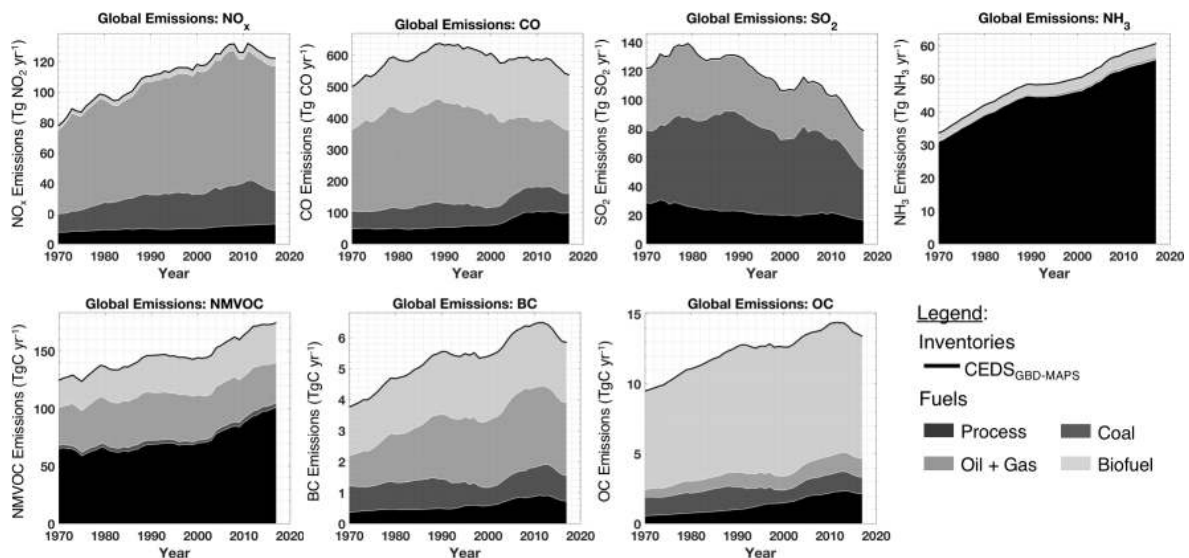 Global Emissions: NOx
NOx Emissions (Tg NO2 yr-1)
120
100
80
60
40
0
0
1970 1980 1990 2000 2010 2020
Year
Global Emissions: CO
CO Emissions (Tg CO yr-1)
600
500
400
300
200
100
0
1970 1980 1990 2000 2010 2020
Year
Global Emissions: SO2
SO2 Emissions (Tg SO2 yr-1)
140
120
100
80
60
40
20
0
1970 1980 1990 2000 2010 2020
Year
Global Emissions: NH3
NH3 Emissions (Tg NH3 yr-1)
60
50
40
30
20
10
0
1970 1980 1990 2000 2010 2020
Year
Global Emissions: NMVOC
NMVOC Emissions (TgC yr-1)
150
100
50
0
1970 1980 1990 2000 2010 2020
Year
Global Emissions: BC
BC Emissions (TgC yr-1)
6
5
4
3
2
1
0
1970 1980 1990 2000 2010 2020
Year
Global Emissions: OC
OC Emissions (TgC yr-1)
15
10
5
0
1970 1980 1990 2000 2010 2020
Year
Legend:
Inventories
CEDSGBD-MAPS
Fuels
Process Coal
Oil + Gas Biofuel